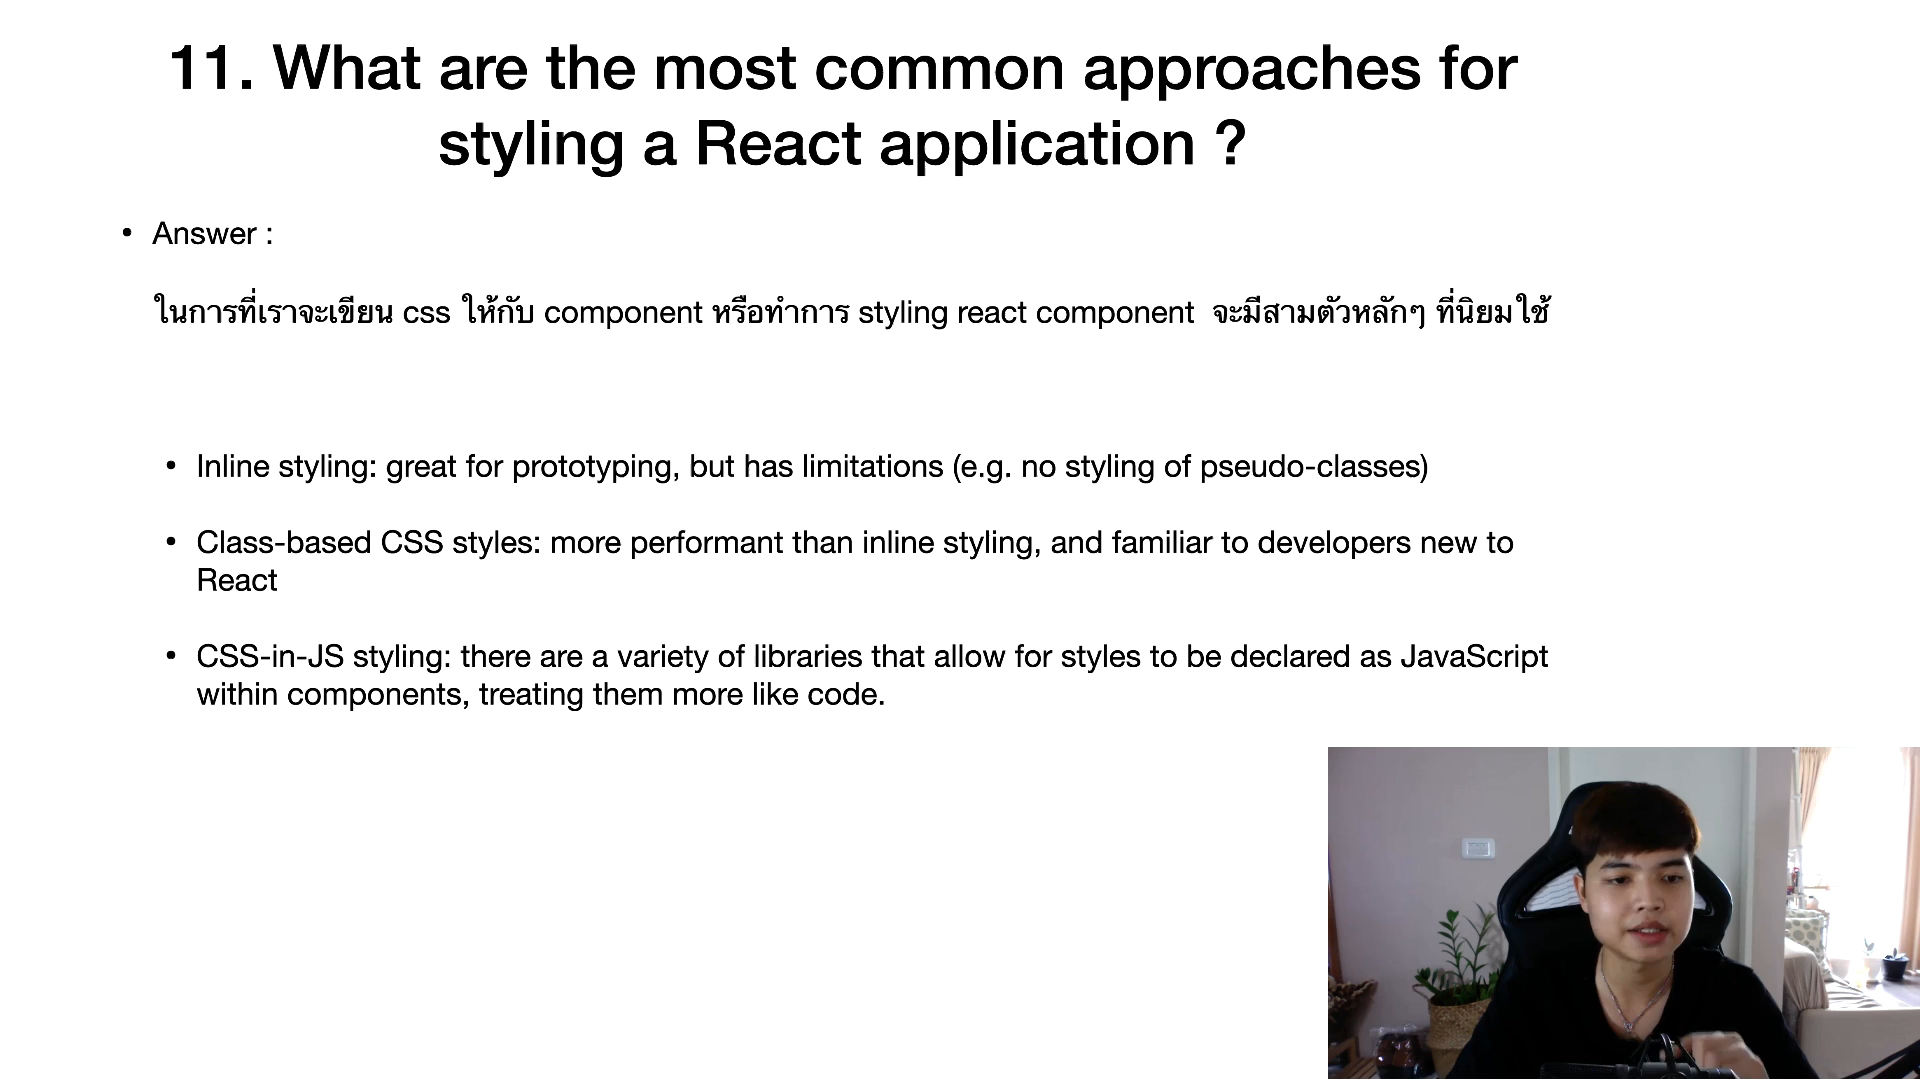 11. What are the most common approaches for
styling a React application ?
• Answer :
ในการที่เราจะเขียน css ให้กับ component หรือทำการ styling react component จะมีสามตัวหลักๆ ที่นิยมใช้
• Inline styling: great for prototyping, but has limitations (e.g. no styling of pseudo-classes)
• Class-based CSS styles: more performant than inline styling, and familiar to developers new to
React
• CSS-in-JS styling: there are a variety of libraries that allow for styles to be declared as JavaScript
within components, treating them more like code.